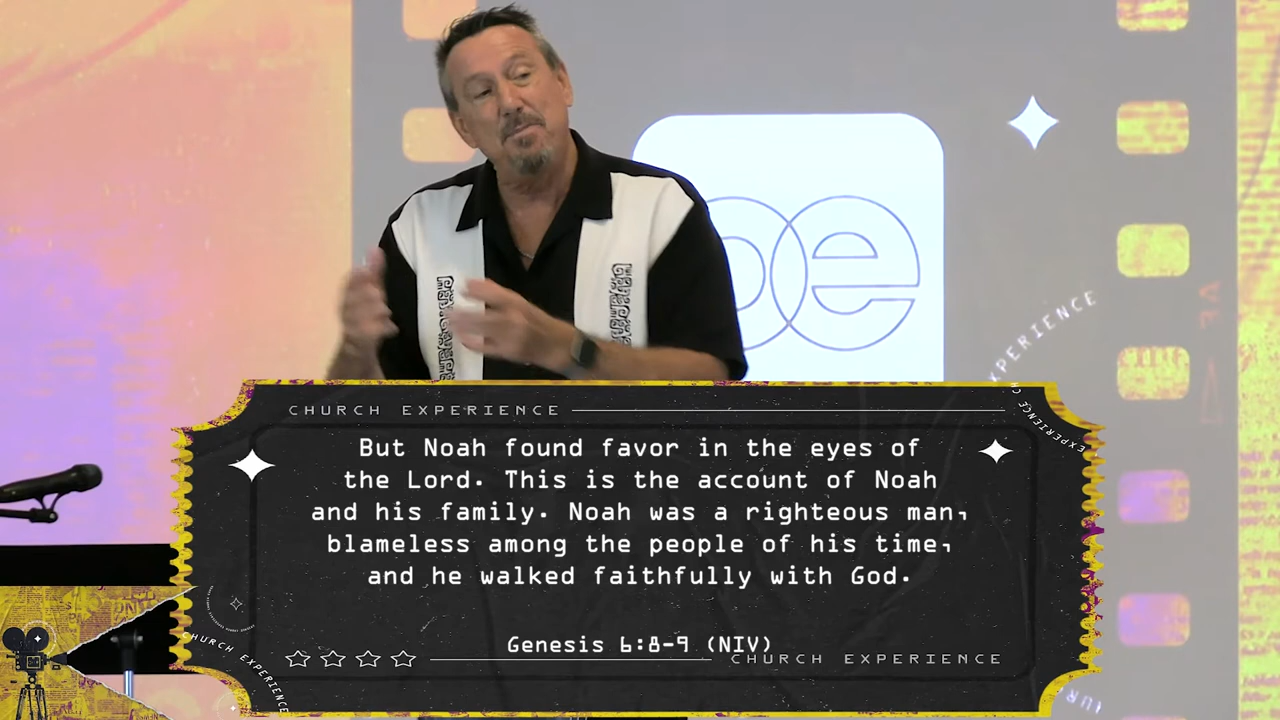 e
EXPERIENCE
CHURCH EXPERIENCE
EXPERIENCE CH
But Noah found favor in the eyes of
the Lord. This is the account of Noah
and his family. Noah was a righteous man,
blameless among the people of his time,
and he walked faithfully with God.
Genesis 6:8-9 (NIV)
CHURCH EXPERIENCE
CHURCH EXPERIENCE